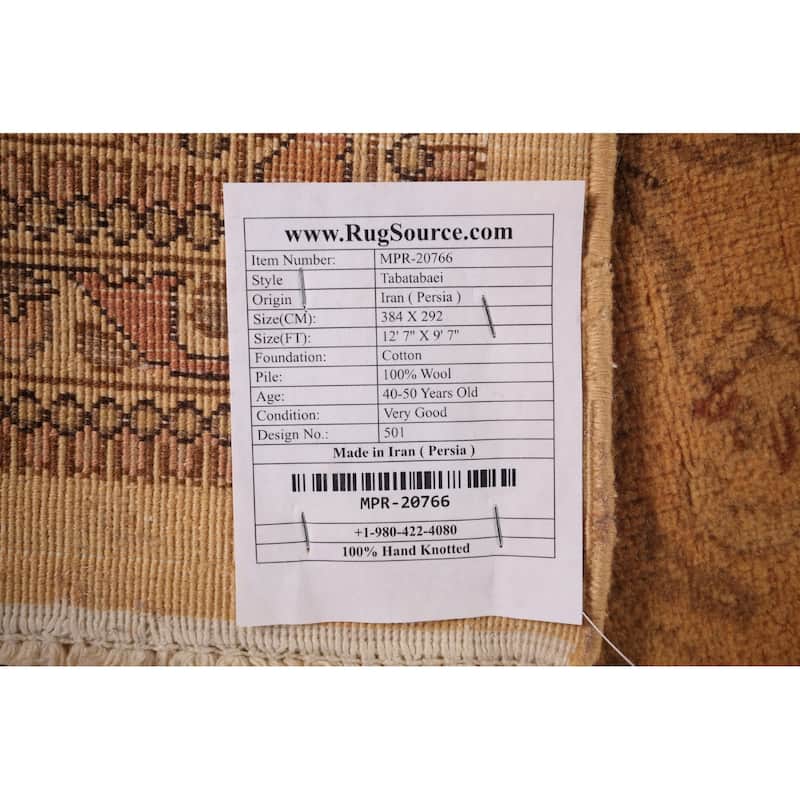 www.RugSource.com
Item Number: MPR-20766
Style Tabatabaei
Origin Iran ( Persia )
Size(CM): 384 X 292
Size(FT): 12' 7" X 9' 7"
Foundation: Cotton
Pile: 100% Wool
Age: 40-50 Years Old
Condition: Very Good
Design No.: 501
Made in Iran ( Persia )
MPR-20766
+1-980-422-4080
100% Hand Knotted